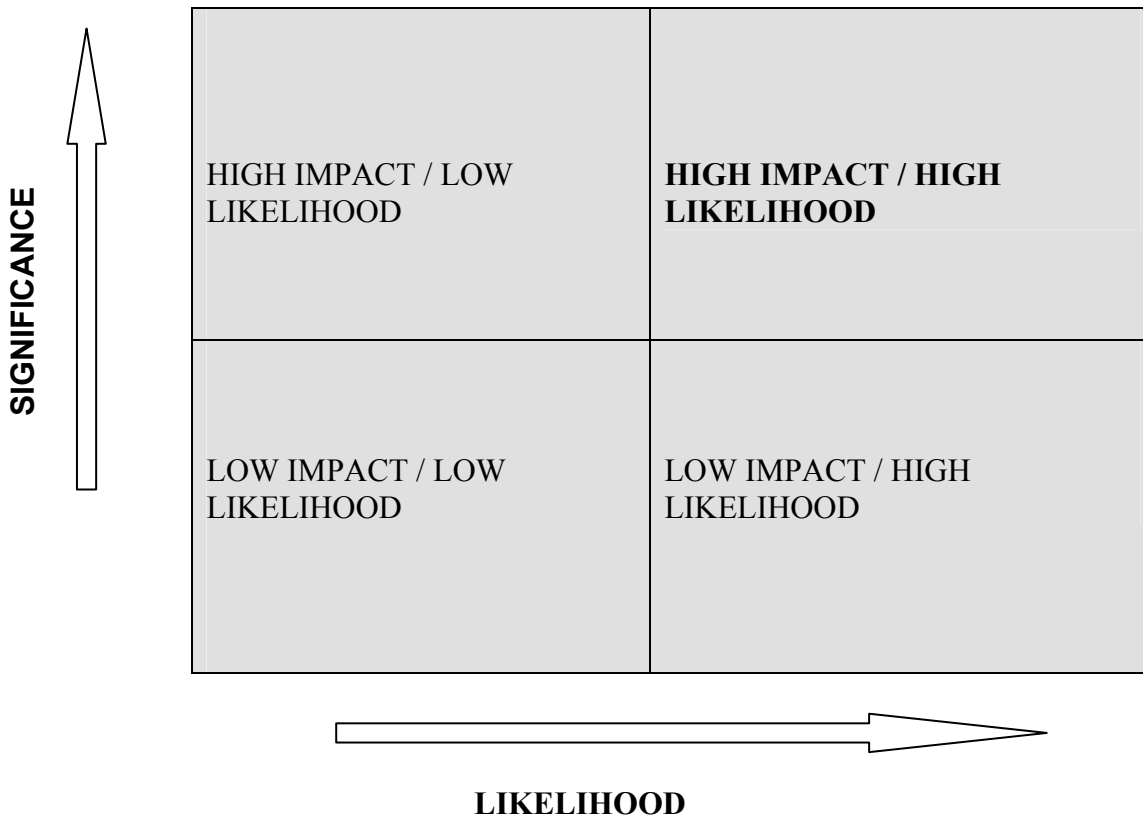 SIGNIFICANCE
HIGH IMPACT / LOW
LIKELIHOOD
HIGH IMPACT / HIGH
LIKELIHOOD
LOW IMPACT / LOW
LIKELIHOOD
LOW IMPACT / HIGH
LIKELIHOOD
LIKELIHOOD